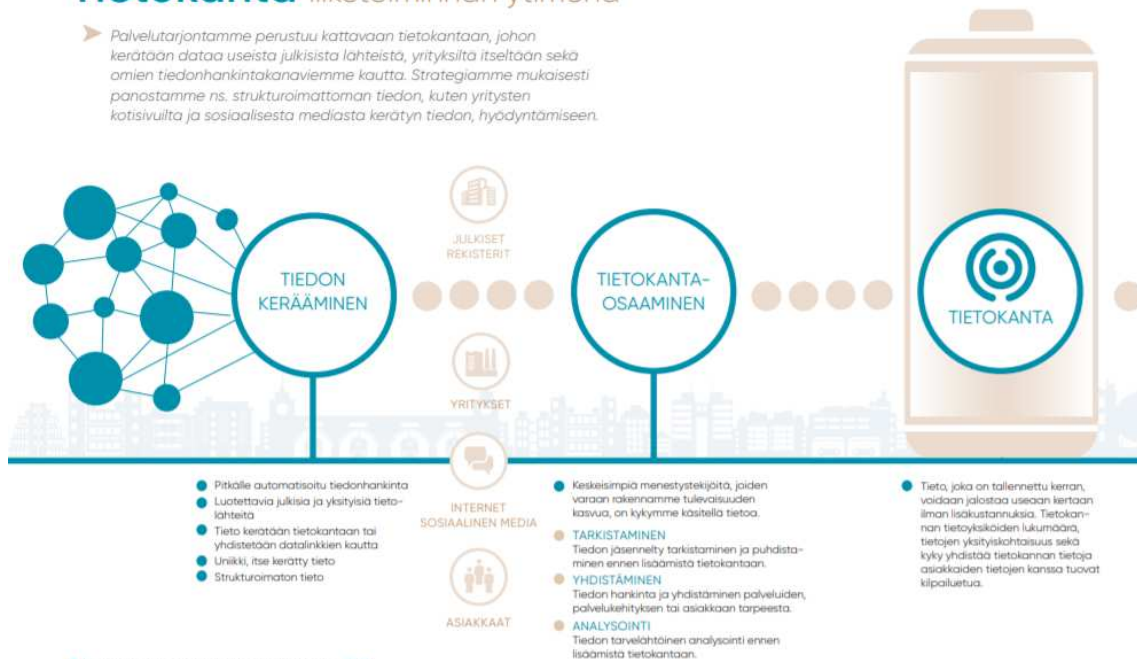 Tietokanta liiketoiminnan ytimenä
Palvelutarjontamme perustuu kattavaan tietokantaan, johon
kerätään dataa useista julkisista lähteistä, yrityksiltä itseltään sekä
omien tiedonhankintakanaviemme kautta. Strategiamme mukaisesti
panostamme ns. strukturoimattoman tiedon, kuten yritysten
kotisivuilta ja sosiaalisesta mediasta kerätyn tiedon, hyödyntämiseen.
TIEDON
KERÄÄMINEN
JULKISET
REKISTERIT
YRITYKSET
INTERNET
SOSIAALINEN MEDIA
ASIAKKAAT
TIETOKANTA-
OSAAMINEN
TIETOKANTA
Pitkälle automatisoitu tiedonhankinta
Luotettavia julkisia ja yksityisiä tieto-
lähteitä
Tieto kerätään tietokantaan tai
yhdistetään datalinkkien kautta
Uniikki, itse kerätty tieto
Strukturoimaton tieto
Keskeisimpiä menestystekijöitä, joiden
varaan rakennamme tulevaisuuden
kasvua, on kykymme käsitellä tietoa.
TARKISTAMINEN
Tiedon jäsennelty tarkistaminen ja puhdista-
minen ennen lisäämistä tietokantaan.
YHDISTÄMINEN
Tiedon hankinta ja yhdistäminen palveluiden,
palvelukehityksen tai asiakkaan tarpeesta.
ANALYSOINTI
Tiedon tarvelähtöinen analysointi ennen
lisäämistä tietokantaan.
Tieto, joka on tallennettu kerran,
voidaan jalostaa useaan kertaan
ilman lisäkustannuksia. Tietokan-
nan tietoyksiköiden lukumäärä,
tietojen yksityiskohtaisuus sekä
kyky yhdistää tietokannan tietoja
asiakkaiden tietojen kanssa tuovat
kilpailuetua.